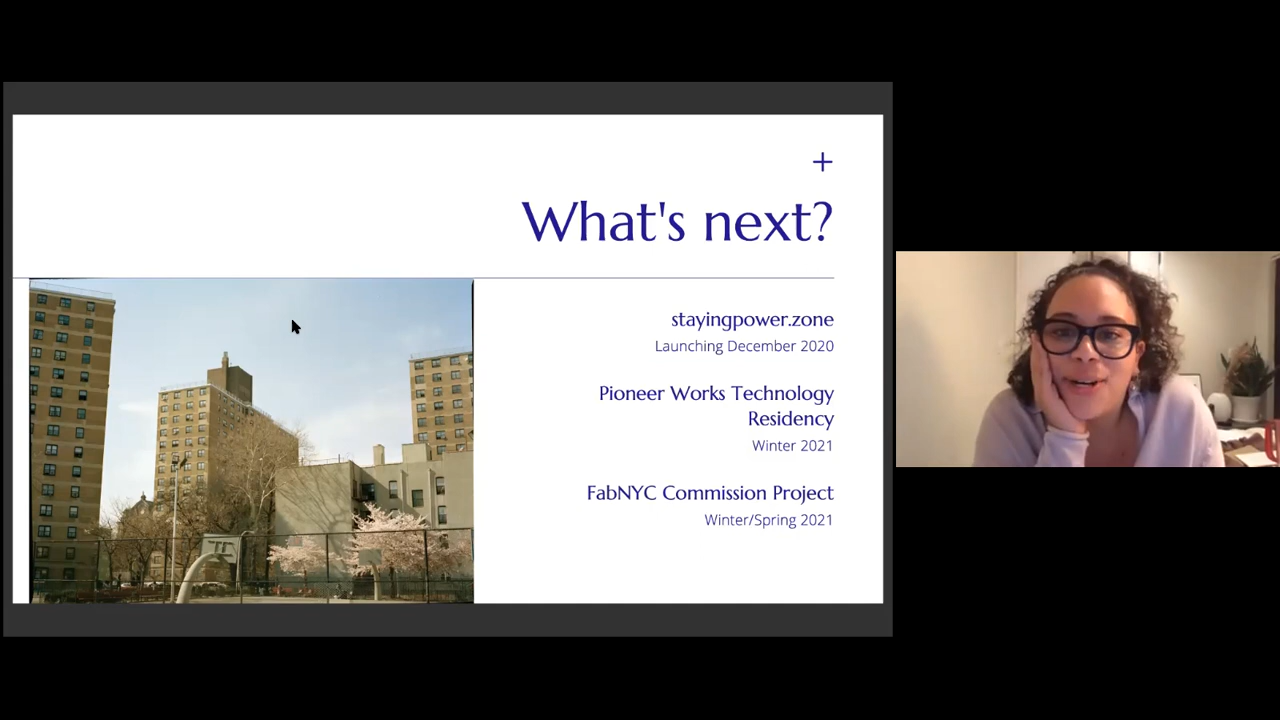 +
What's next?
stayingpower.zone
Launching December 2020
Pioneer Works Technology
Residency
Winter 2021
FabNYC Commission Project
Winter/Spring 2021